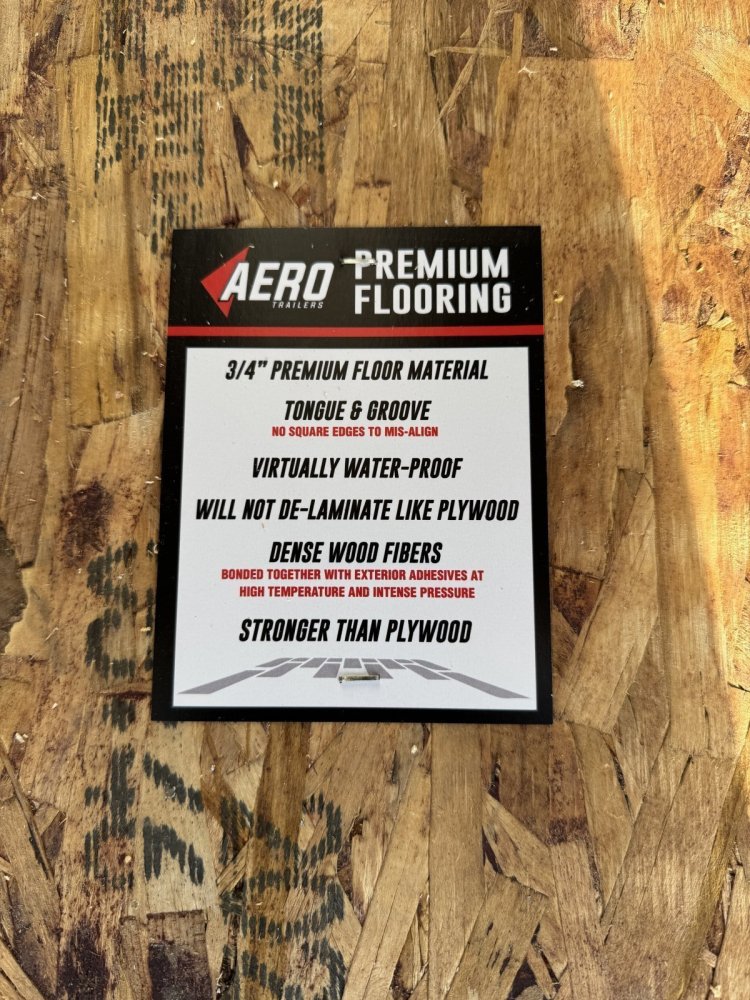 AERO
TRAILERS
PREMIUM
FLOORING
3/4" PREMIUM FLOOR MATERIAL
TONGUE & GROOVE
NO SQUARE EDGES TO MIS-ALIGN
VIRTUALLY WATER-PROOF
WILL NOT DE-LAMINATE LIKE PLYWOOD
DENSE WOOD FIBERS
BONDED TOGETHER WITH EXTERIOR ADHESIVES AT
HIGH TEMPERATURE AND INTENSE PRESSURE
STRONGER THAN PLYWOOD